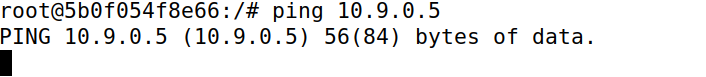 root@5b0f054f8e66:/# ping 10.9.0.5
PING 10.9.0.5 (10.9.0.5) 56(84) bytes of data.